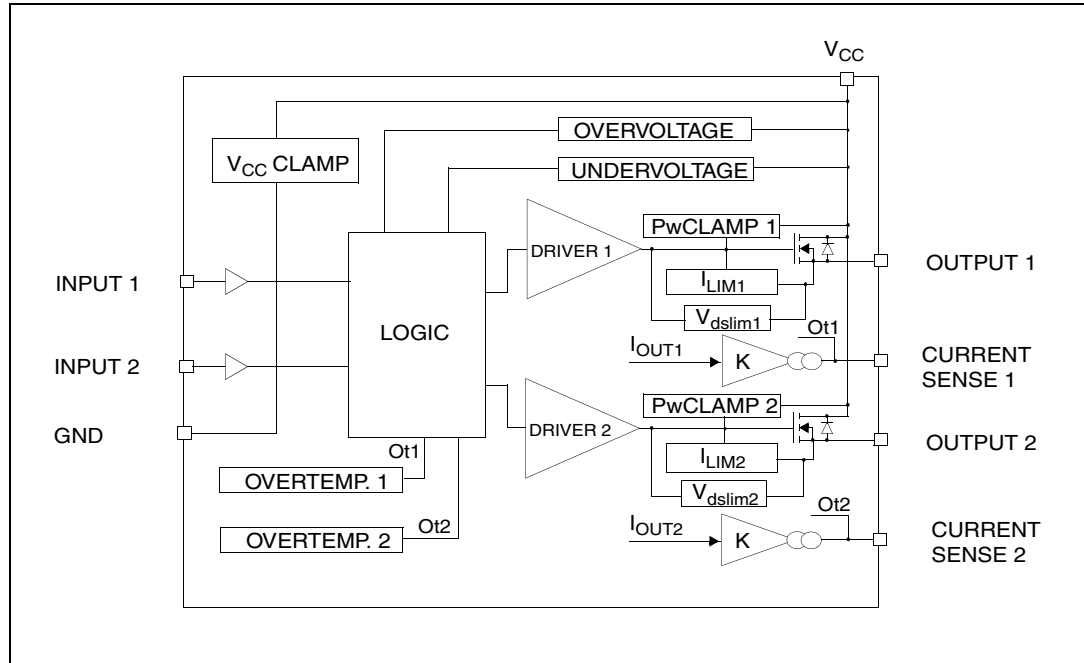 VCC
OVERVOLTAGE
VCC CLAMP
UNDERVOLTAGE
PwCLAMP 1
DRIVER 1
OUTPUT 1
INPUT 1
ILIM1
LOGIC
Vdslim1
Ot1
IOUT1
K
CURRENT
SENSE 1
INPUT 2
PwCLAMP 2
GND
DRIVER 2
OUTPUT 2
Ot1
ILIM2
OVERTEMP. 1
Vdslim2
Ot2
Ot2
IOUT2
K
CURRENT
SENSE 2
OVERTEMP. 2